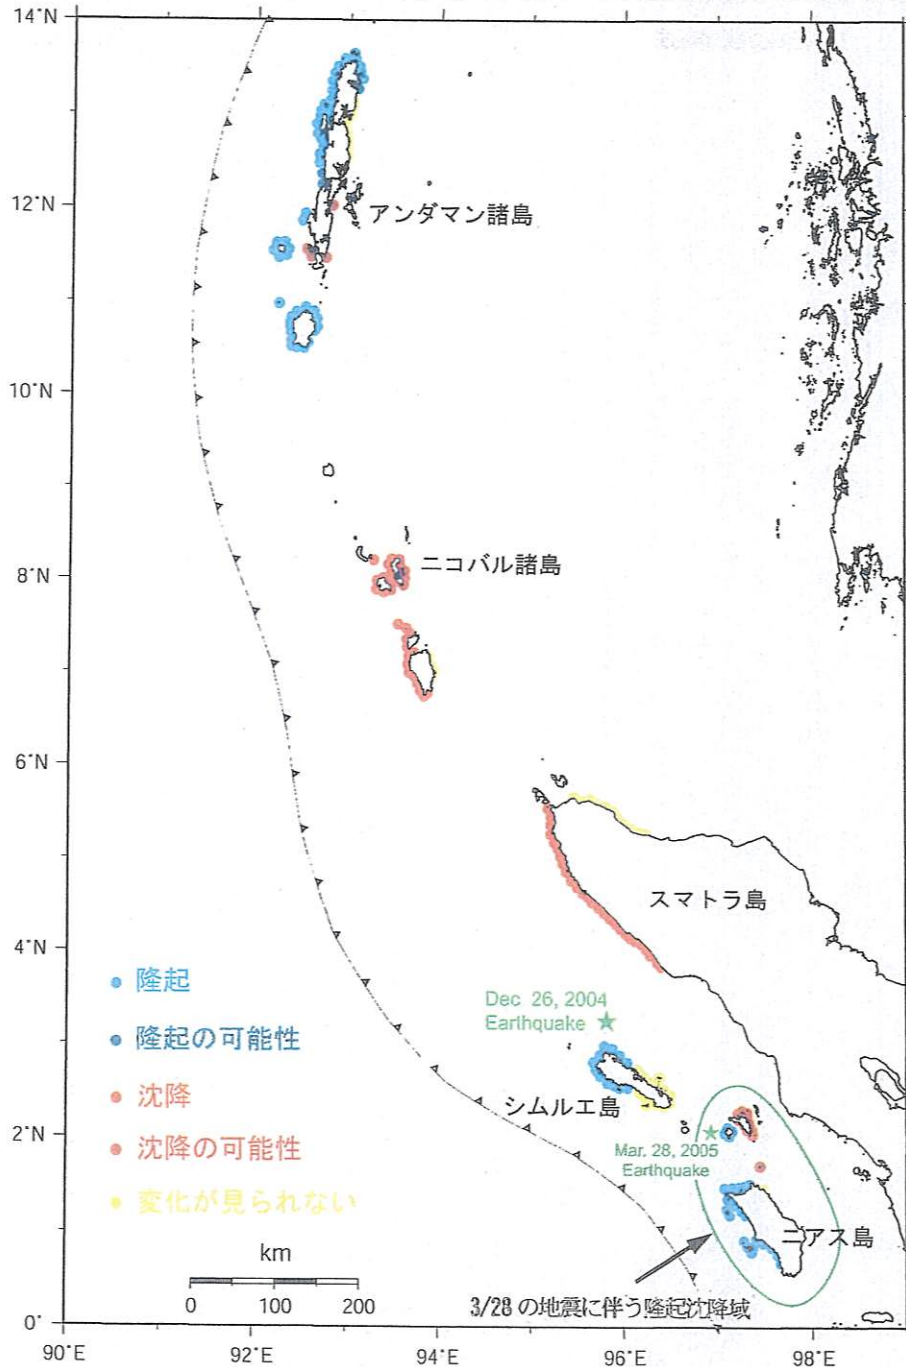 14°N
12°N
アンダマン諸島
10°N
8°N
ニコバル諸島
6°N
スマトラ島
4°N
隆起
隆起の可能性
沈降
沈降の可能性
変化が見られない
Dec 26, 2004
Earthquake
シムルエ島
2°N
Mar. 28, 2005
Earthquake
ニアス島
km
0 100 200
3/28 の地震に伴う隆起沈降域
0°
90°E 92°E 94°E 96°E 98°E